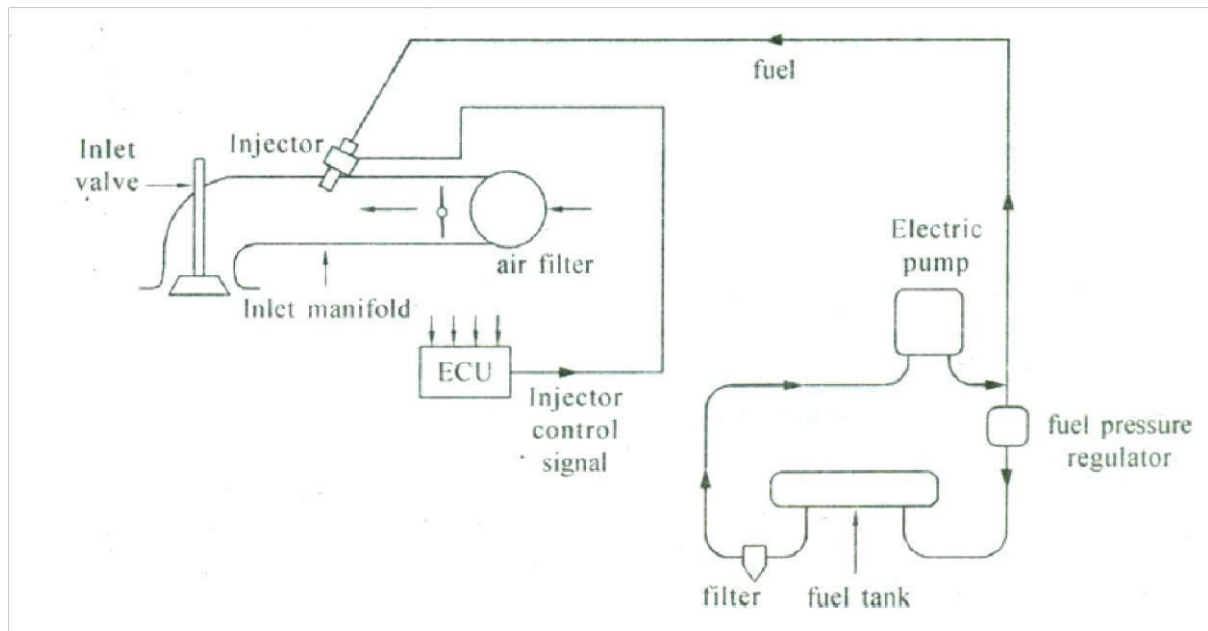 fuel
Injector
Inlet
valve
Electric
pump
air filter
Inlet manifold
ECU
Injector
control
signal
fuel pressure
regulator
filter
fuel tank